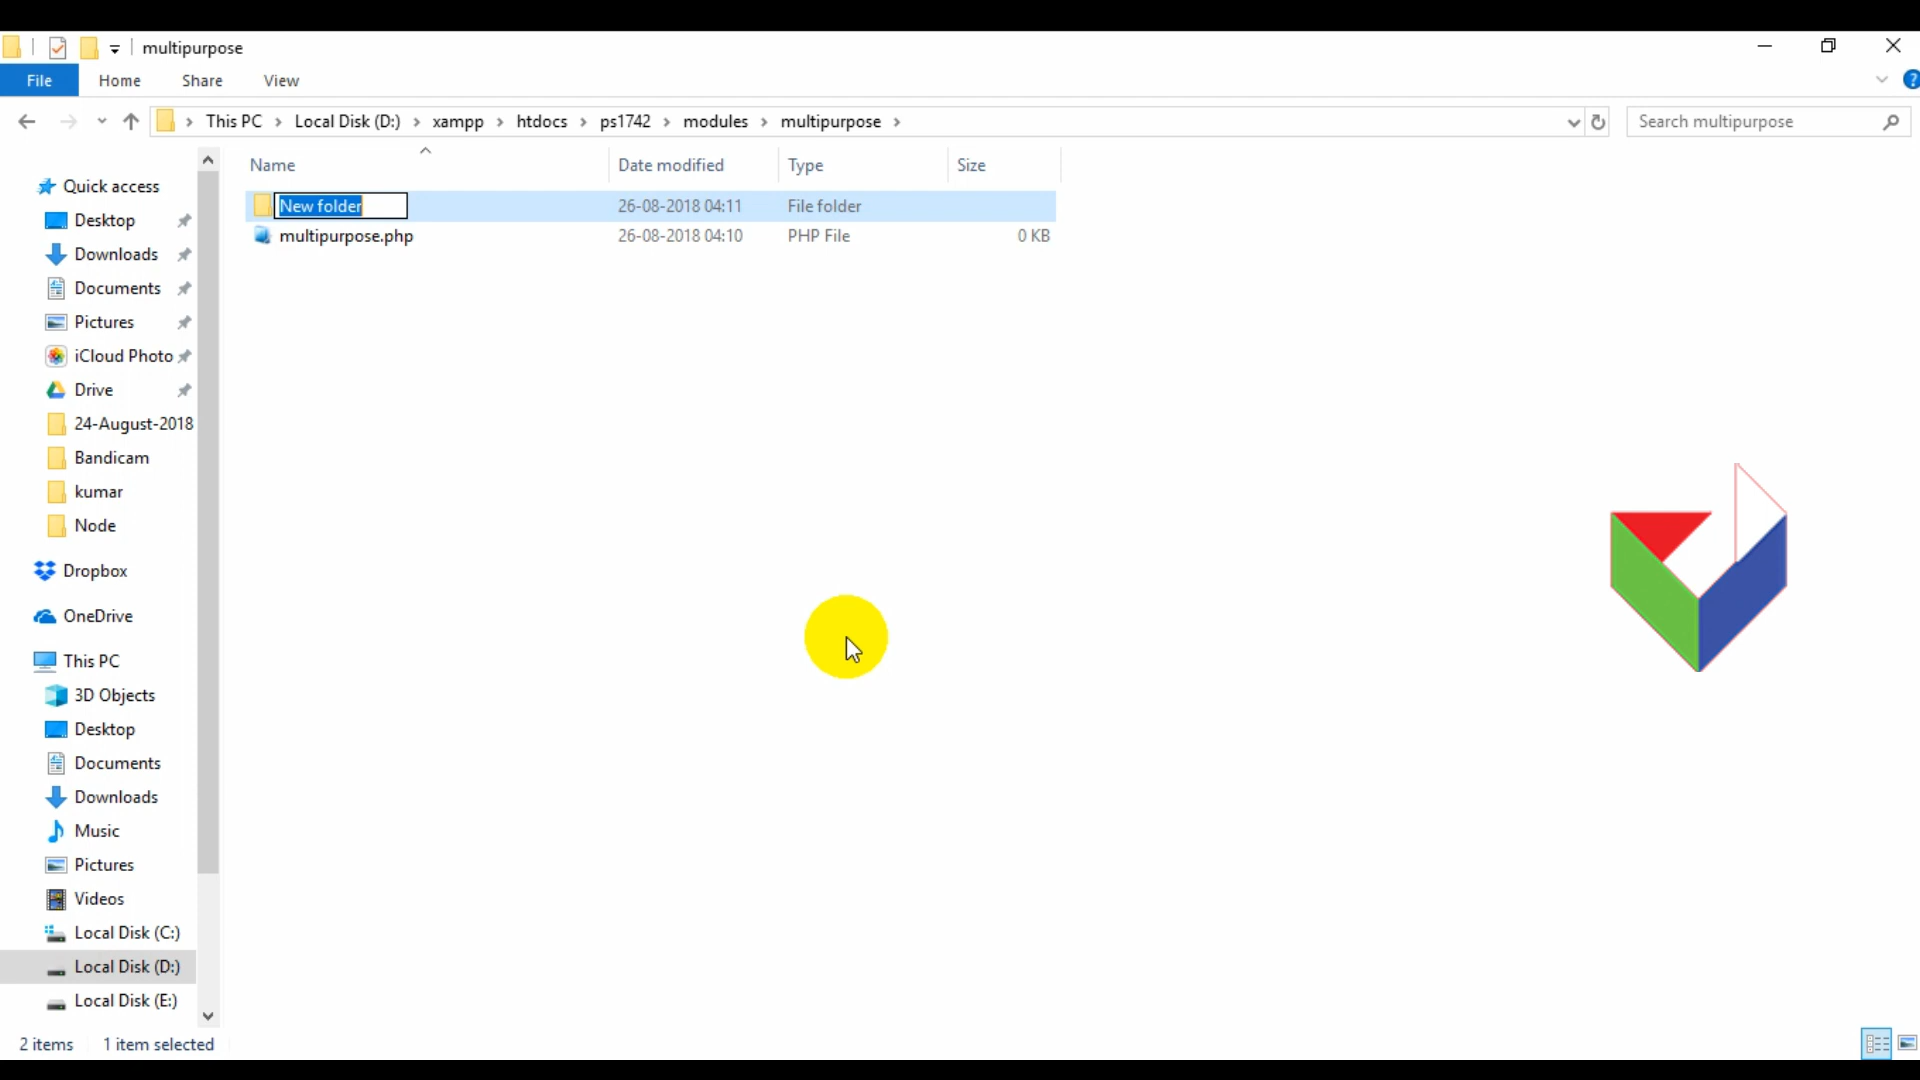 multipurpose
File Home Share View
?
This PC Local Disk (D:) xampp htdocs ps1742 modules multipurpose
Search multipurpose
Name Date modified Type Size
New folder 26-08-2018 04:11 File folder
multipurpose.php 26-08-2018 04:10 PHP File 0 KB
Quick access
Desktop
Downloads
Documents
Pictures
iCloud Photo
Drive
24-August-2018
Bandicam
kumar
Node
Dropbox
OneDrive
This PC
3D Objects
Desktop
Documents
Downloads
Music
Pictures
Videos
Local Disk (C:)
Local Disk (D:)
Local Disk (E:)
2 items 1 item selected